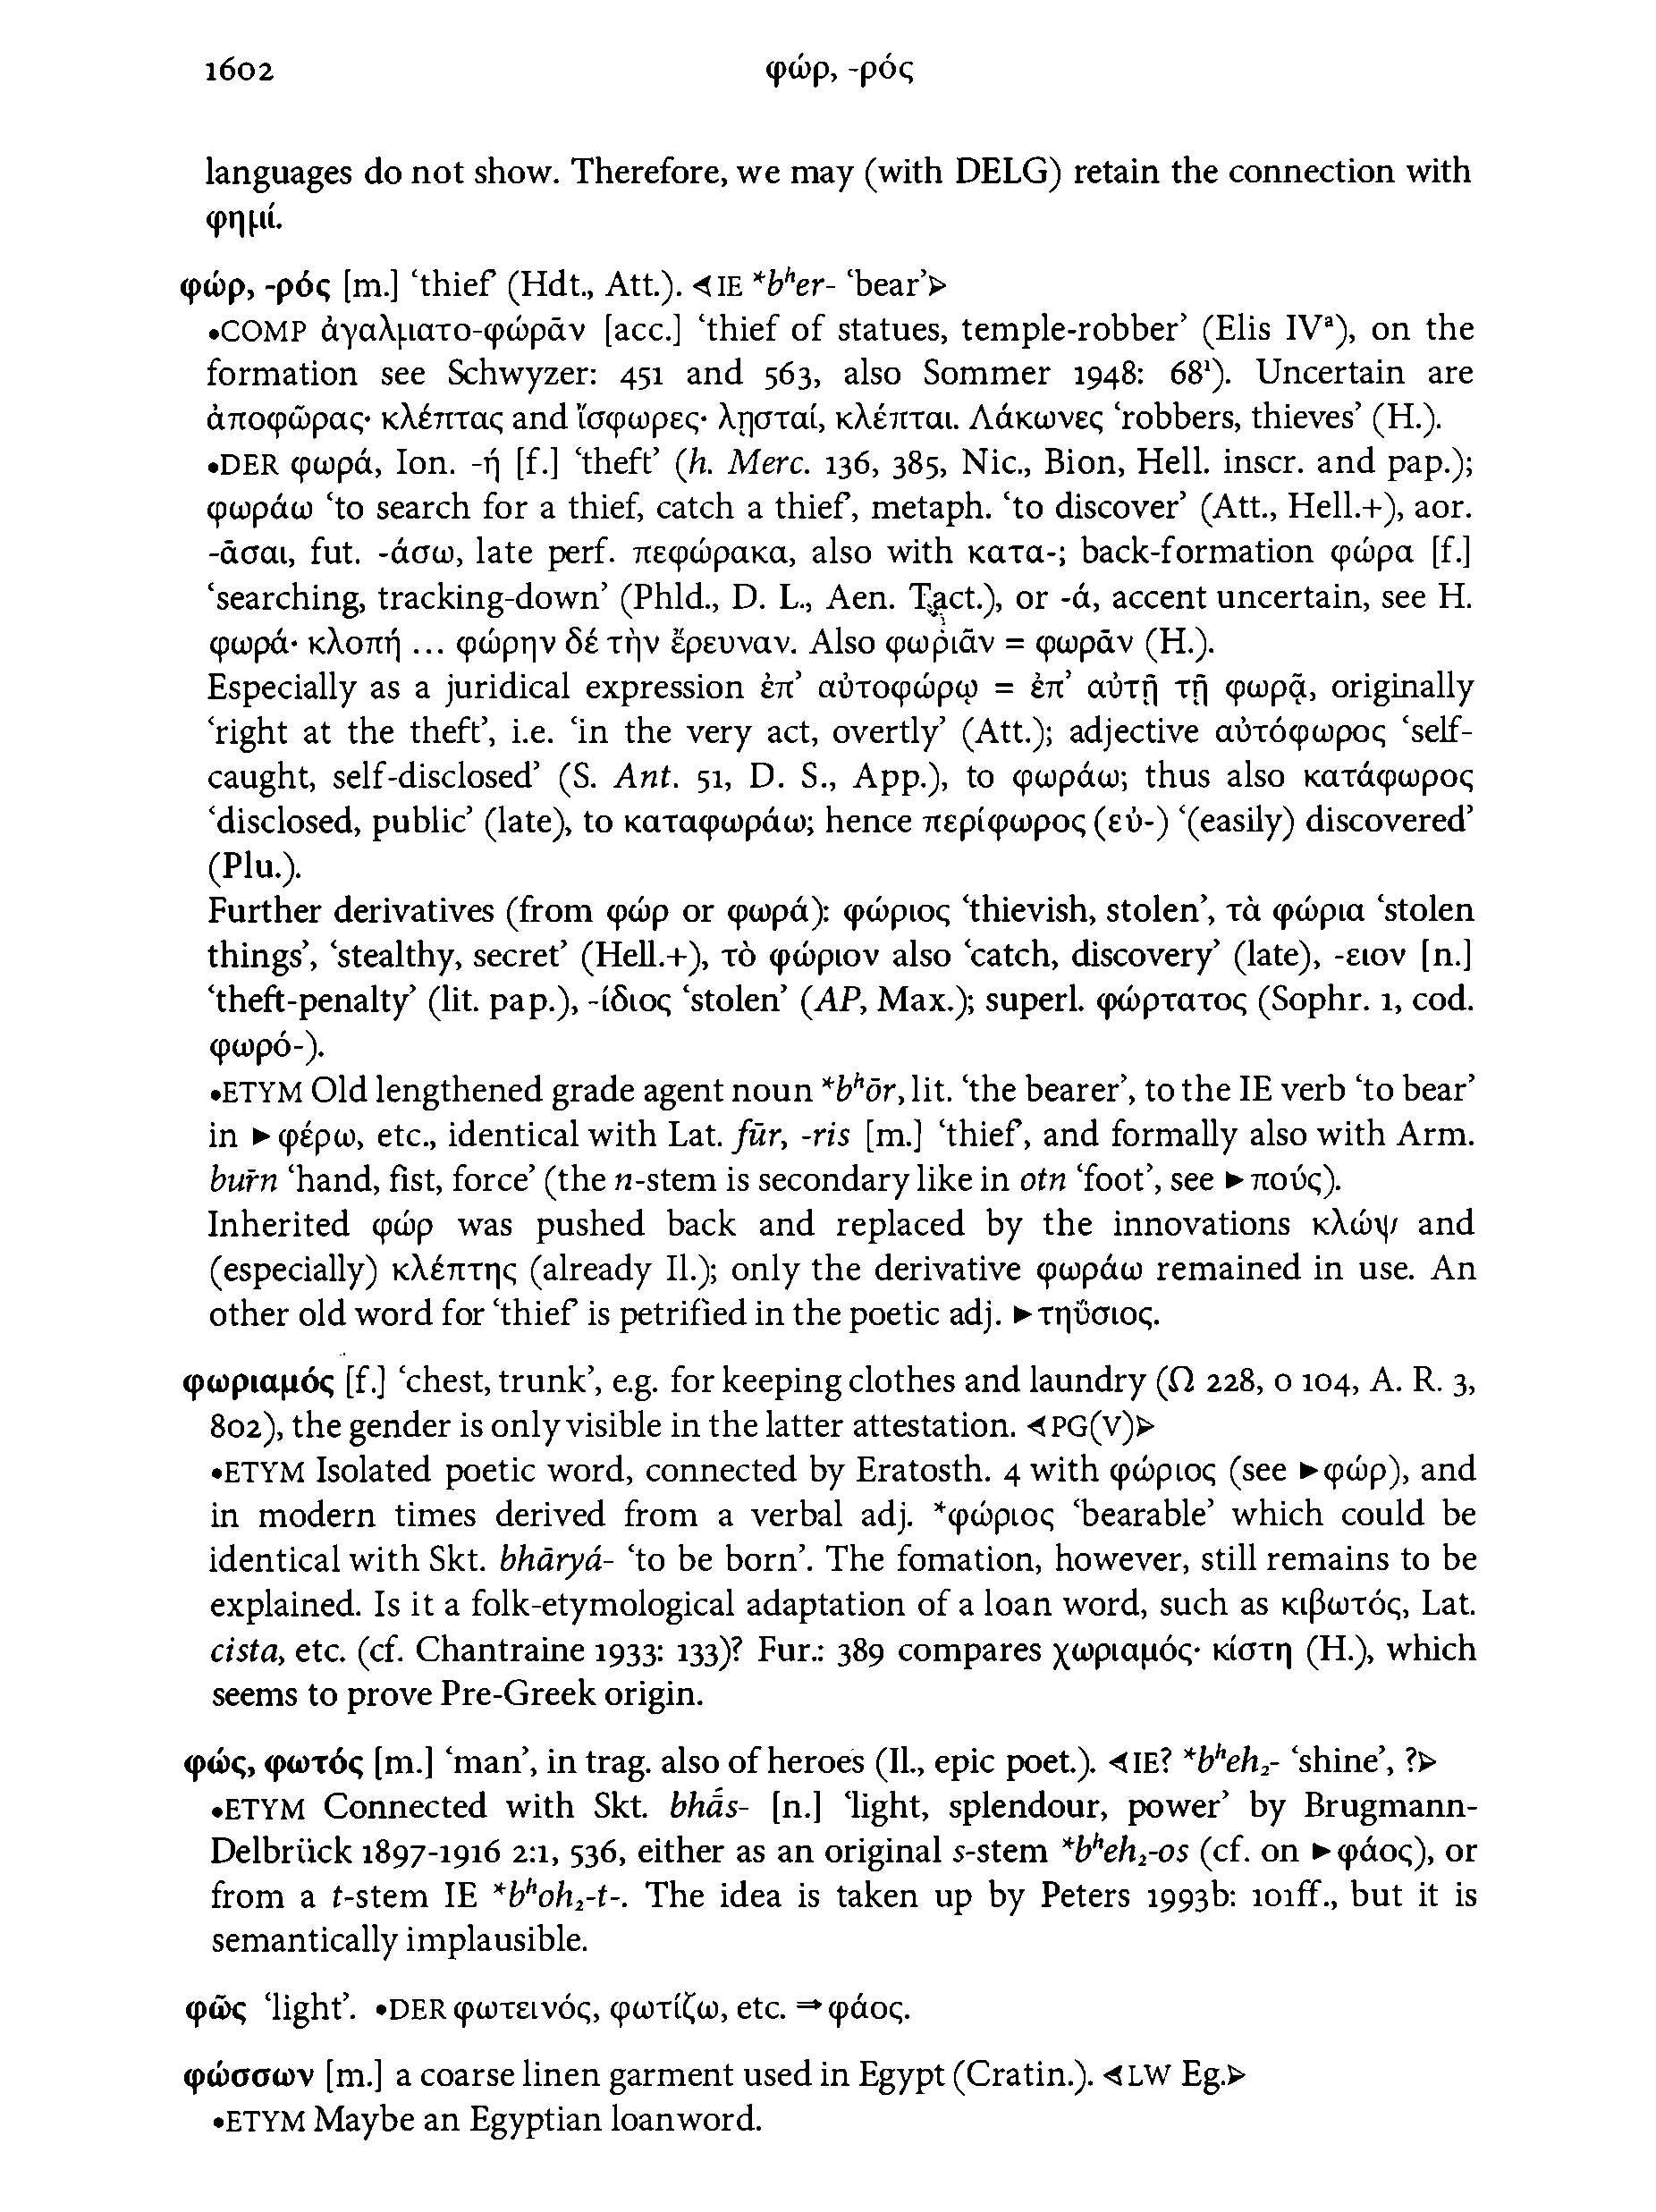 1602 φώρ, -ρός
languages do not show. Therefore, we may (with DELG) retain the connection with
φημί.
φώρ, -ρός [m.] ‘thief’ (Hdt., Att.). ⊲IE *bʰer- ‘bear’⊳
•COMP ἀγαλματο-φώρᾱν [acc.] ‘thief of statues, temple-robber’ (Elis IVᵃ), on the
formation see Schwyzer: 451 and 563, also Sommer 1948: 68¹). Uncertain are
ἀποφῶρας· κλέπτας and ἴσφωρες· λῃσταί, κλέπται. Λάκωνες ‘robbers, thieves’ (H.).
•DER φωρά, Ion. -ή [f.] ‘theft’ (h. Merc. 136, 385, Nic., Bion, Hell. inscr. and pap.);
φωράω ‘to search for a thief, catch a thief’, metaph. ‘to discover’ (Att., Hell.+), aor.
-ᾶσαι, fut. -άσω, late perf. πεφώρακα, also with κατα-; back-formation φώρα [f.]
‘searching, tracking-down’ (Phld., D. L., Aen. Tact.), or -ά, accent uncertain, see H.
φωρά· κλοπή ... φώρην δέ τὴν ἔρευναν. Also φωριᾶν = φωρᾶν (H.).
Especially as a juridical expression ἐπ’ αὐτοφώρῳ = ἐπ’ αὐτῇ τῇ φωρᾷ, originally
‘right at the theft’, i.e. ‘in the very act, overtly’ (Att.); adjective αὐτόφωρος ‘self-
caught, self-disclosed’ (S. Ant. 51, D. S., App.), to φωράω; thus also κατάφωρος
‘disclosed, public’ (late), to καταφωράω; hence περίφωρος (εὐ-) ‘(easily) discovered’
(Plu.).
Further derivatives (from φώρ or φωρά): φώριος ‘thievish, stolen’, τὰ φώρια ‘stolen
things’, ‘stealthy, secret’ (Hell.+), τὸ φώριον also ‘catch, discovery’ (late), -ειον [n.]
‘theft-penalty’ (lit. pap.), -ίδιος ‘stolen’ (AP, Max.); superl. φώρτατος (Sophr. 1, cod.
φωρό-).
•ETYM Old lengthened grade agent noun *bʰōr, lit. ‘the bearer’, to the IE verb ‘to bear’
in ►φέρω, etc., identical with Lat. fūr, -ris [m.] ‘thief’, and formally also with Arm.
buṙn ‘hand, fist, force’ (the n-stem is secondary like in otn ‘foot’, see ►πούς).
Inherited φώρ was pushed back and replaced by the innovations κλώψ and
(especially) κλέπτης (already Il.); only the derivative φωράω remained in use. An
other old word for ‘thief’ is petrified in the poetic adj. ►τηΰσιος.
φωριαμός [f.] ‘chest, trunk’, e.g. for keeping clothes and laundry (Ω 228, ο 104, A. R. 3,
802), the gender is only visible in the latter attestation. ⊲PG(V)⊳
•ETYM Isolated poetic word, connected by Eratosth. 4 with φώριος (see ►φώρ), and
in modern times derived from a verbal adj. *φώριος ‘bearable’ which could be
identical with Skt. bhāryá- ‘to be born’. The fomation, however, still remains to be
explained. Is it a folk-etymological adaptation of a loan word, such as κιβωτός, Lat.
cista, etc. (cf. Chantraine 1933: 133)? Fur.: 389 compares χωριαμός· κίστη (H.), which
seems to prove Pre-Greek origin.
φώς, φωτός [m.] ‘man’, in trag. also of heroes (Il., epic poet.). ⊲IE? *bʰeh₂- ‘shine’, ?⊳
•ETYM Connected with Skt. bhā́s- [n.] ‘light, splendour, power’ by Brugmann-
Delbrück 1897-1916 2:1, 536, either as an original s-stem *bʰeh₂-os (cf. on ►φάος), or
from a t-stem IE *bʰoh₂-t-. The idea is taken up by Peters 1993b: 101ff., but it is
semantically implausible.
φῶς ‘light’. •DER φωτεινός, φωτίζω, etc. ⇒φάος.
φώσσων [m.] a coarse linen garment used in Egypt (Cratin.). ⊲LW Eg.⊳
•ETYM Maybe an Egyptian loanword.